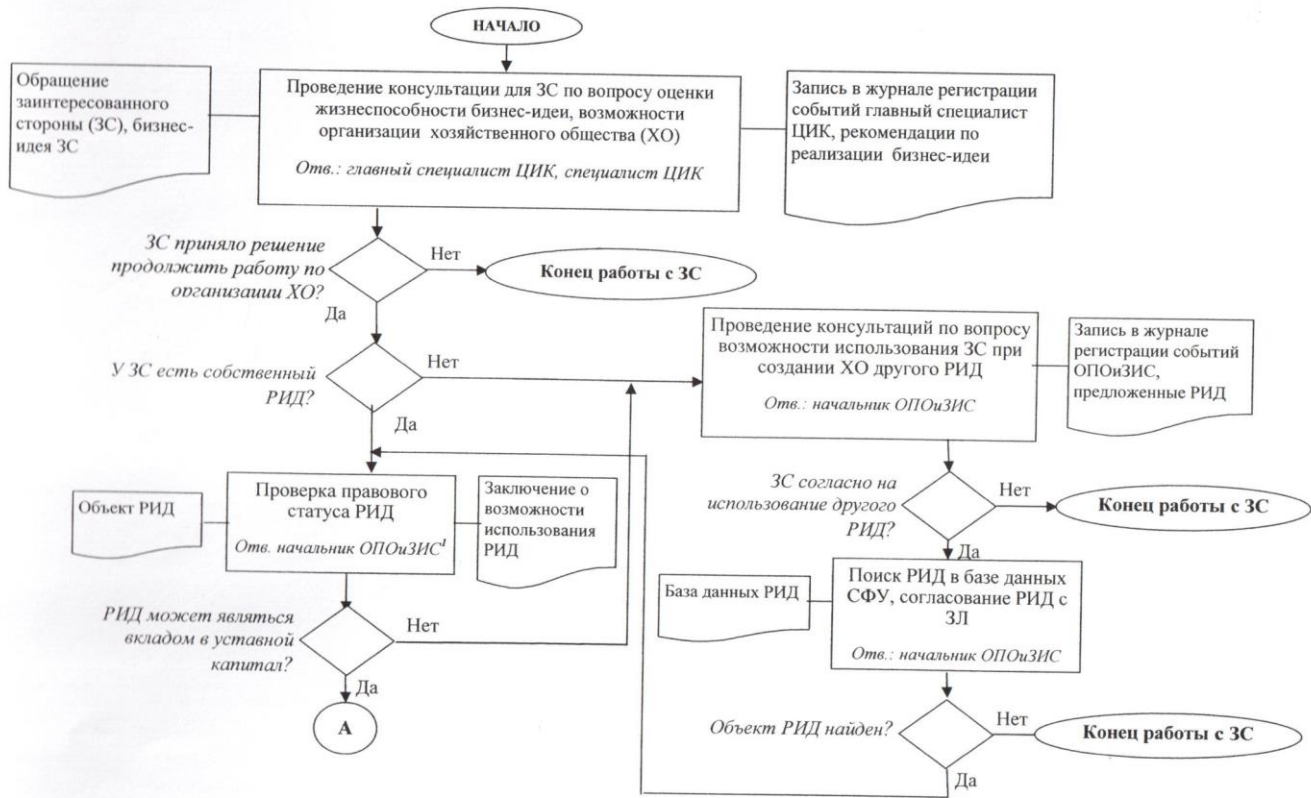 НАЧАЛО
Обращение
заинтересованного
стороны (ЗС), бизнес-
идея ЗС
Проведение консультации для ЗС по вопросу оценки
жизнеспособности бизнес-идеи, возможности
организации хозяйственного общества (ХО)
Отв.: главный специалист ЦИК, специалист ЦИК
Запись в журнале регистрации
событий главный специалист
ЦИК, рекомендации по
реализации бизнес-идеи
ЗС приняло решение
продолжить работу по
организации ХО?
Нет
Конец работы с ЗС
Да
У ЗС есть собственный
РИД?
Нет
Да
Проведение консультаций по вопросу
возможности использования ЗС при
создании ХО другого РИД
Отв.: начальник ОПОиЗИС
Запись в журнале
регистрации событий
ОПОиЗИС,
предложенные РИД
Объект РИД
Проверка правового
статуса РИД
Отв. начальник ОПОиЗИС¹
Заключение о
возможности
использования
РИД
ЗС согласно на
использование другого
РИД?
Нет
Конец работы с ЗС
Да
База данных РИД
Поиск РИД в базе данных
СФУ, согласование РИД с
ЗЛ
Отв.: начальник ОПОиЗИС
РИД может являться
вкладом в уставной
капитал?
Нет
Да
А
Объект РИД найден?
Нет
Конец работы с ЗС
Да